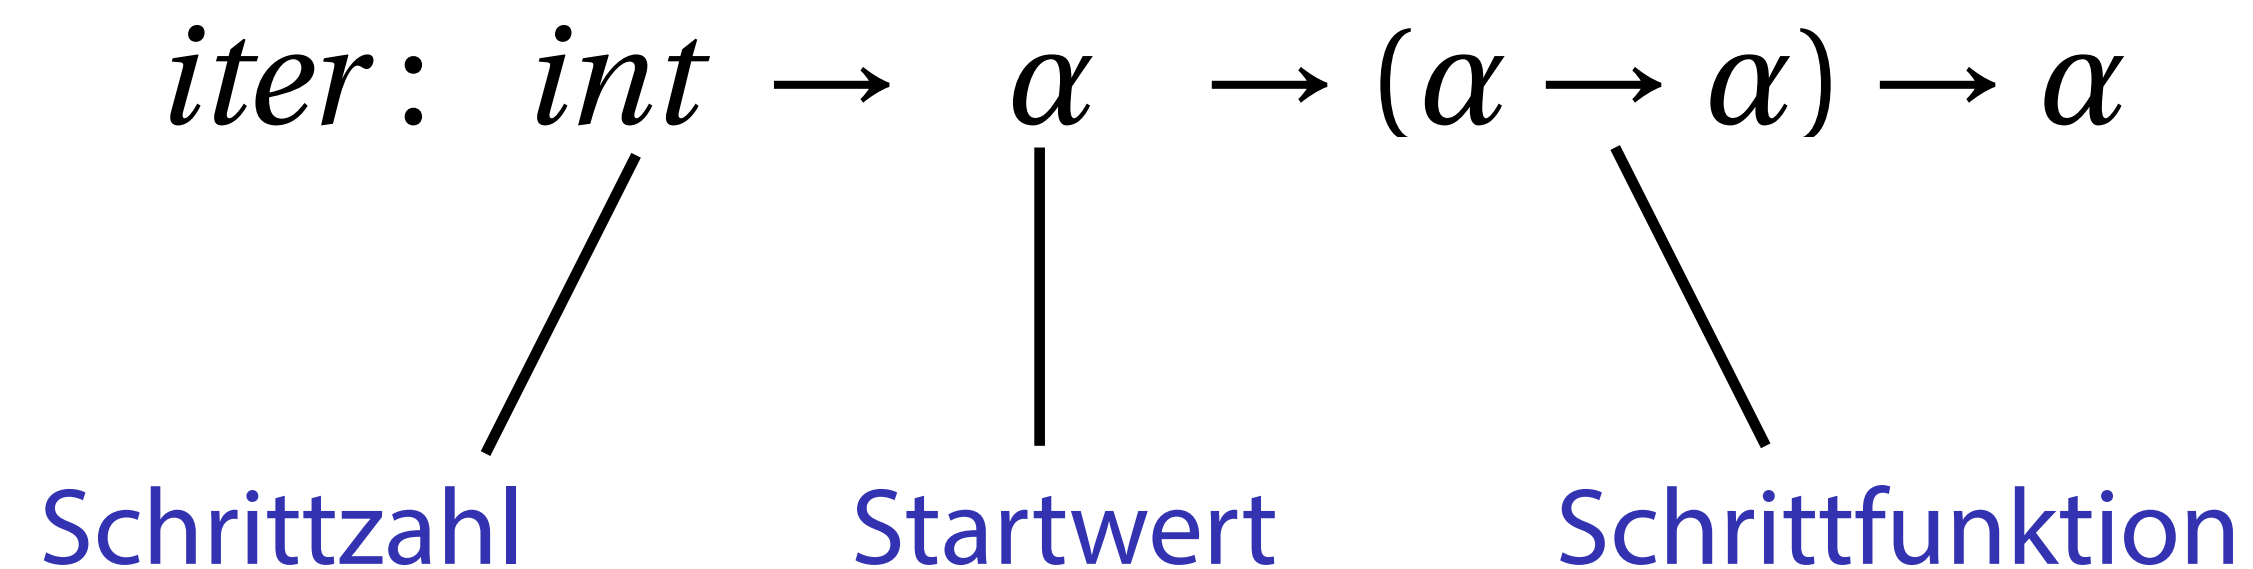 iter: int → α → (α → α) → α
Schrittzahl Startwert Schrittfunktion